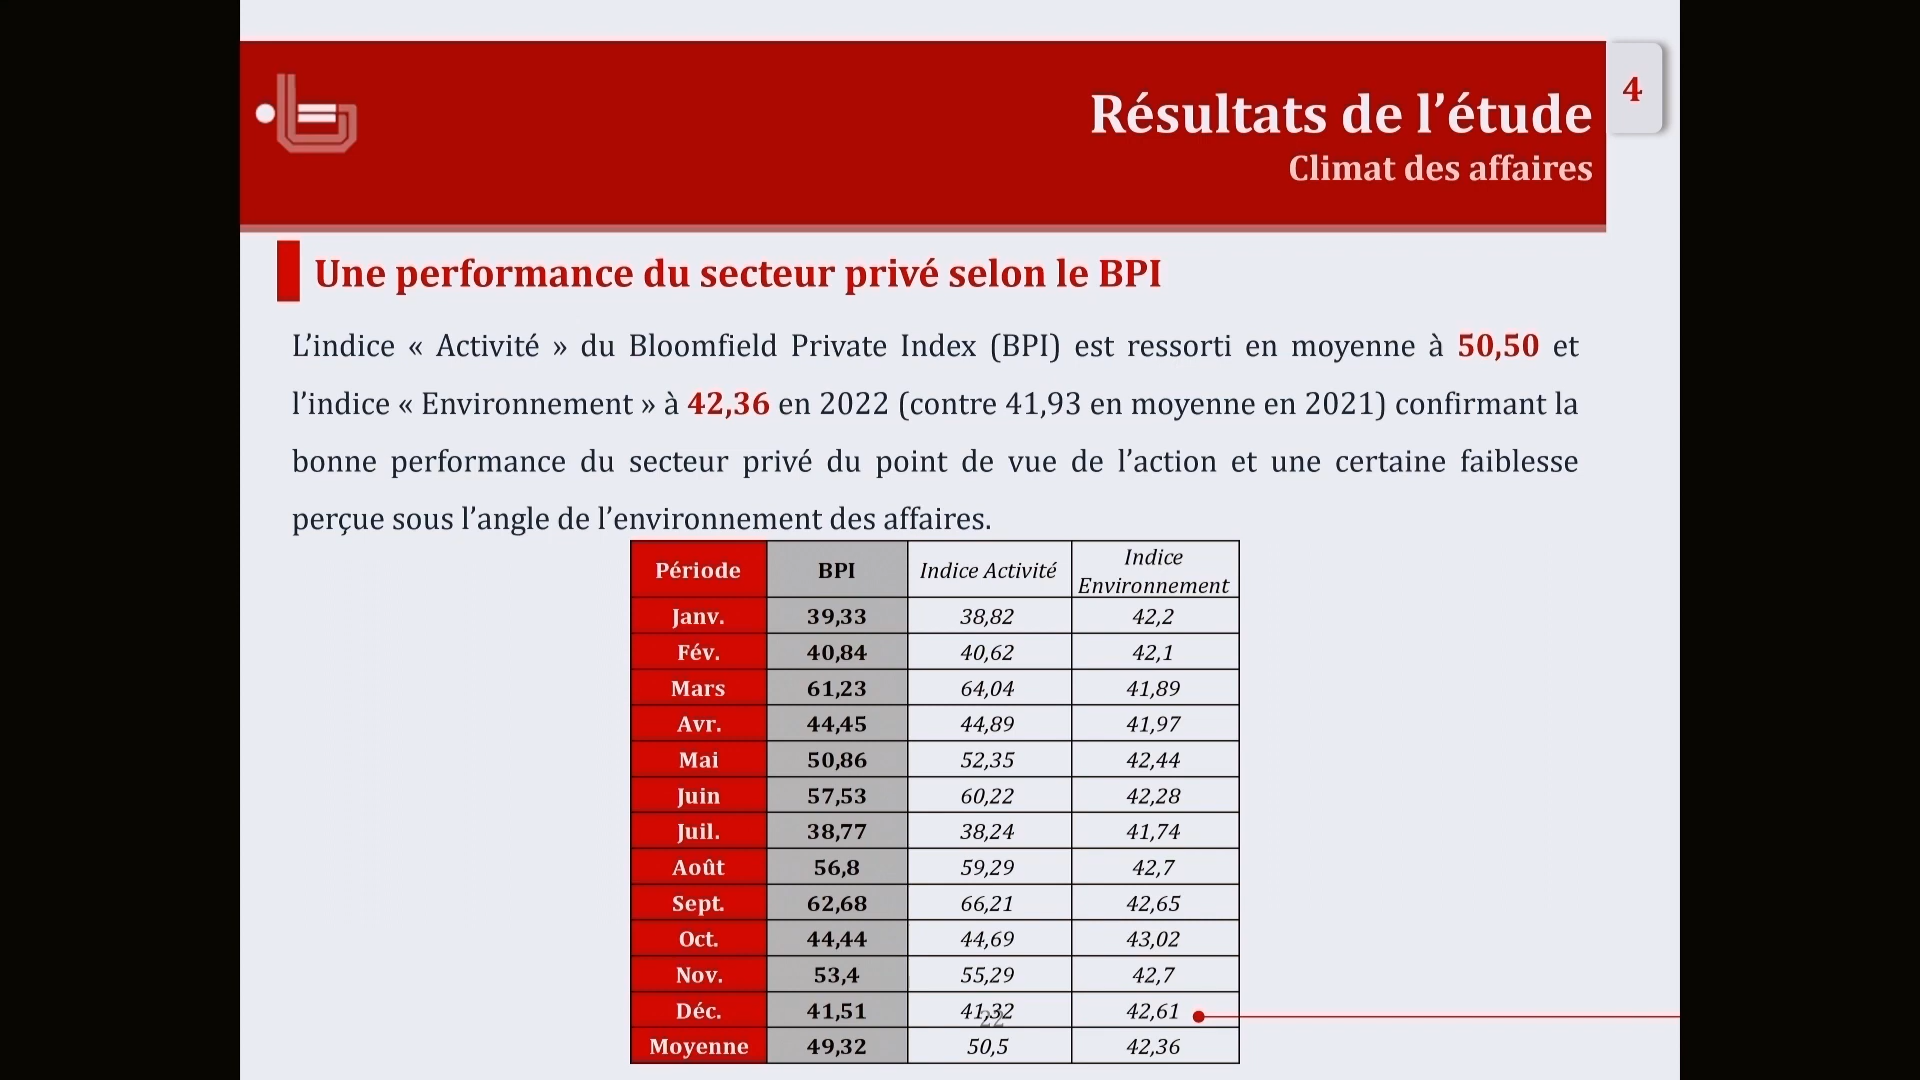 Résultats de l’étude
4
Climat des affaires
Une performance du secteur privé selon le BPI
L’indice « Activité » du Bloomfield Private Index (BPI) est ressorti en moyenne à 50,50 et
l’indice « Environnement » à 42,36 en 2022 (contre 41,93 en moyenne en 2021) confirmant la
bonne performance du secteur privé du point de vue de l’action et une certaine faiblesse
perçue sous l’angle de l’environnement des affaires.
Période BPI Indice Activité Indice Environnement
Janv. 39,33 38,82 42,2
Fév. 40,84 40,62 42,1
Mars 61,23 64,04 41,89
Avr. 44,45 44,89 41,97
Mai 50,86 52,35 42,44
Juin 57,53 60,22 42,28
Juil. 38,77 38,24 41,74
Août 56,8 59,29 42,7
Sept. 62,68 66,21 42,65
Oct. 44,44 44,69 43,02
Nov. 53,4 55,29 42,7
Déc. 41,51 41,32 42,61
22
Moyenne 49,32 50,5 42,36